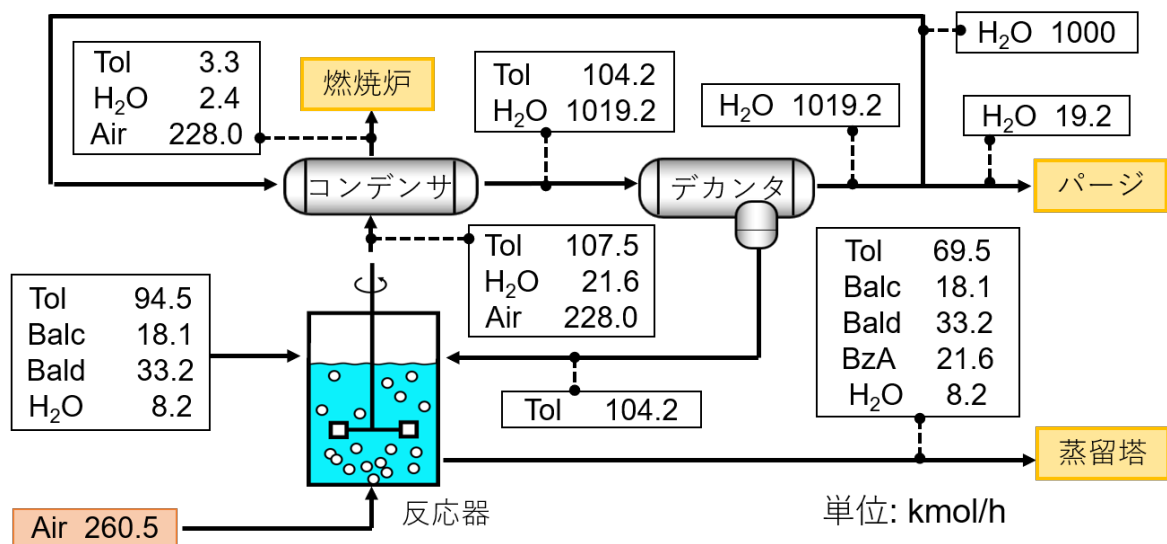 H₂O 1000
Tol 3.3
H₂O 2.4
Air 228.0
燃焼炉
Tol 104.2
H₂O 1019.2
H₂O 1019.2
H₂O 19.2
コンデンサ
デカンタ
パージ
Tol 107.5
H₂O 21.6
Air 228.0
Tol 69.5
Balc 18.1
Bald 33.2
BzA 21.6
H₂O 8.2
Tol 94.5
Balc 18.1
Bald 33.2
H₂O 8.2
Tol 104.2
蒸留塔
反応器
単位: kmol/h
Air 260.5